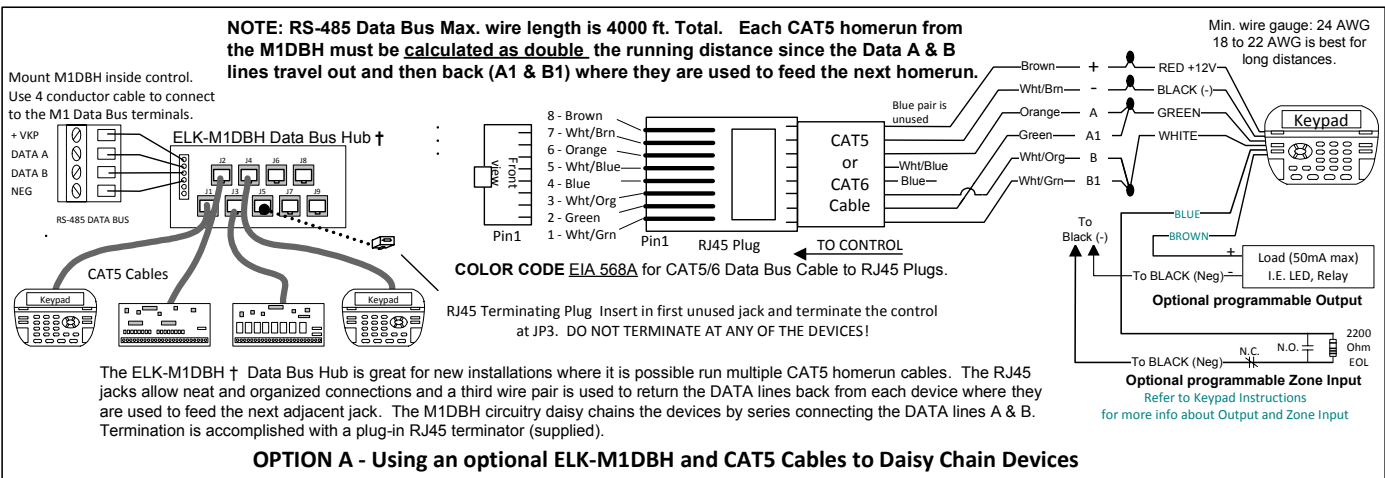 NOTE: RS-485 Data Bus Max. wire length is 4000 ft. Total. Each CAT5 homerun from
the M1DBH must be calculated as double the running distance since the Data A & B
lines travel out and then back (A1 & B1) where they are used to feed the next homerun.
Min. wire gauge: 24 AWG
18 to 22 AWG is best for
long distances.
Mount M1DBH inside control.
Use 4 conductor cable to connect
to the M1 Data Bus terminals.
+ VKP
DATA A
DATA B
NEG
RS-485 DATA BUS
ELK-M1DBH Data Bus Hub †
J2
J4
J6
J8
J1
J3
J5
J7
J9
CAT5 Cables
Keypad
Keypad
Front
view
Pin1
8 - Brown
7 - Wht/Brn
6 - Orange
5 - Wht/Blue
4 - Blue
3 - Wht/Org
2 - Green
1 - Wht/Grn
Pin1
RJ45 Plug
CAT5
or
CAT6
Cable
TO CONTROL
Blue pair is
unused
Brown
+
RED +12V
Wht/Brn
-
BLACK (-)
Orange
A
GREEN
Green
A1
WHITE
Wht/Blue
Wht/Org
B
Blue
Wht/Grn
B1
Keypad
BLUE
BROWN
To
Black (-)
+
Load (50mA max)
I.E. LED, Relay
To BLACK (Neg)
-
Optional programmable Output
N.O.
2200
Ohm
EOL
To BLACK (Neg)
N.C.
Optional programmable Zone Input
Refer to Keypad Instructions
for more info about Output and Zone Input
COLOR CODE EIA 568A for CAT5/6 Data Bus Cable to RJ45 Plugs.
RJ45 Terminating Plug Insert in first unused jack and terminate the control
at JP3. DO NOT TERMINATE AT ANY OF THE DEVICES!
The ELK-M1DBH † Data Bus Hub is great for new installations where it is possible run multiple CAT5 homerun cables. The RJ45
jacks allow neat and organized connections and a third wire pair is used to return the DATA lines back from each device where they
are used to feed the next adjacent jack. The M1DBH circuitry daisy chains the devices by series connecting the DATA lines A & B.
Termination is accomplished with a plug-in RJ45 terminator (supplied).
OPTION A - Using an optional ELK-M1DBH and CAT5 Cables to Daisy Chain Devices